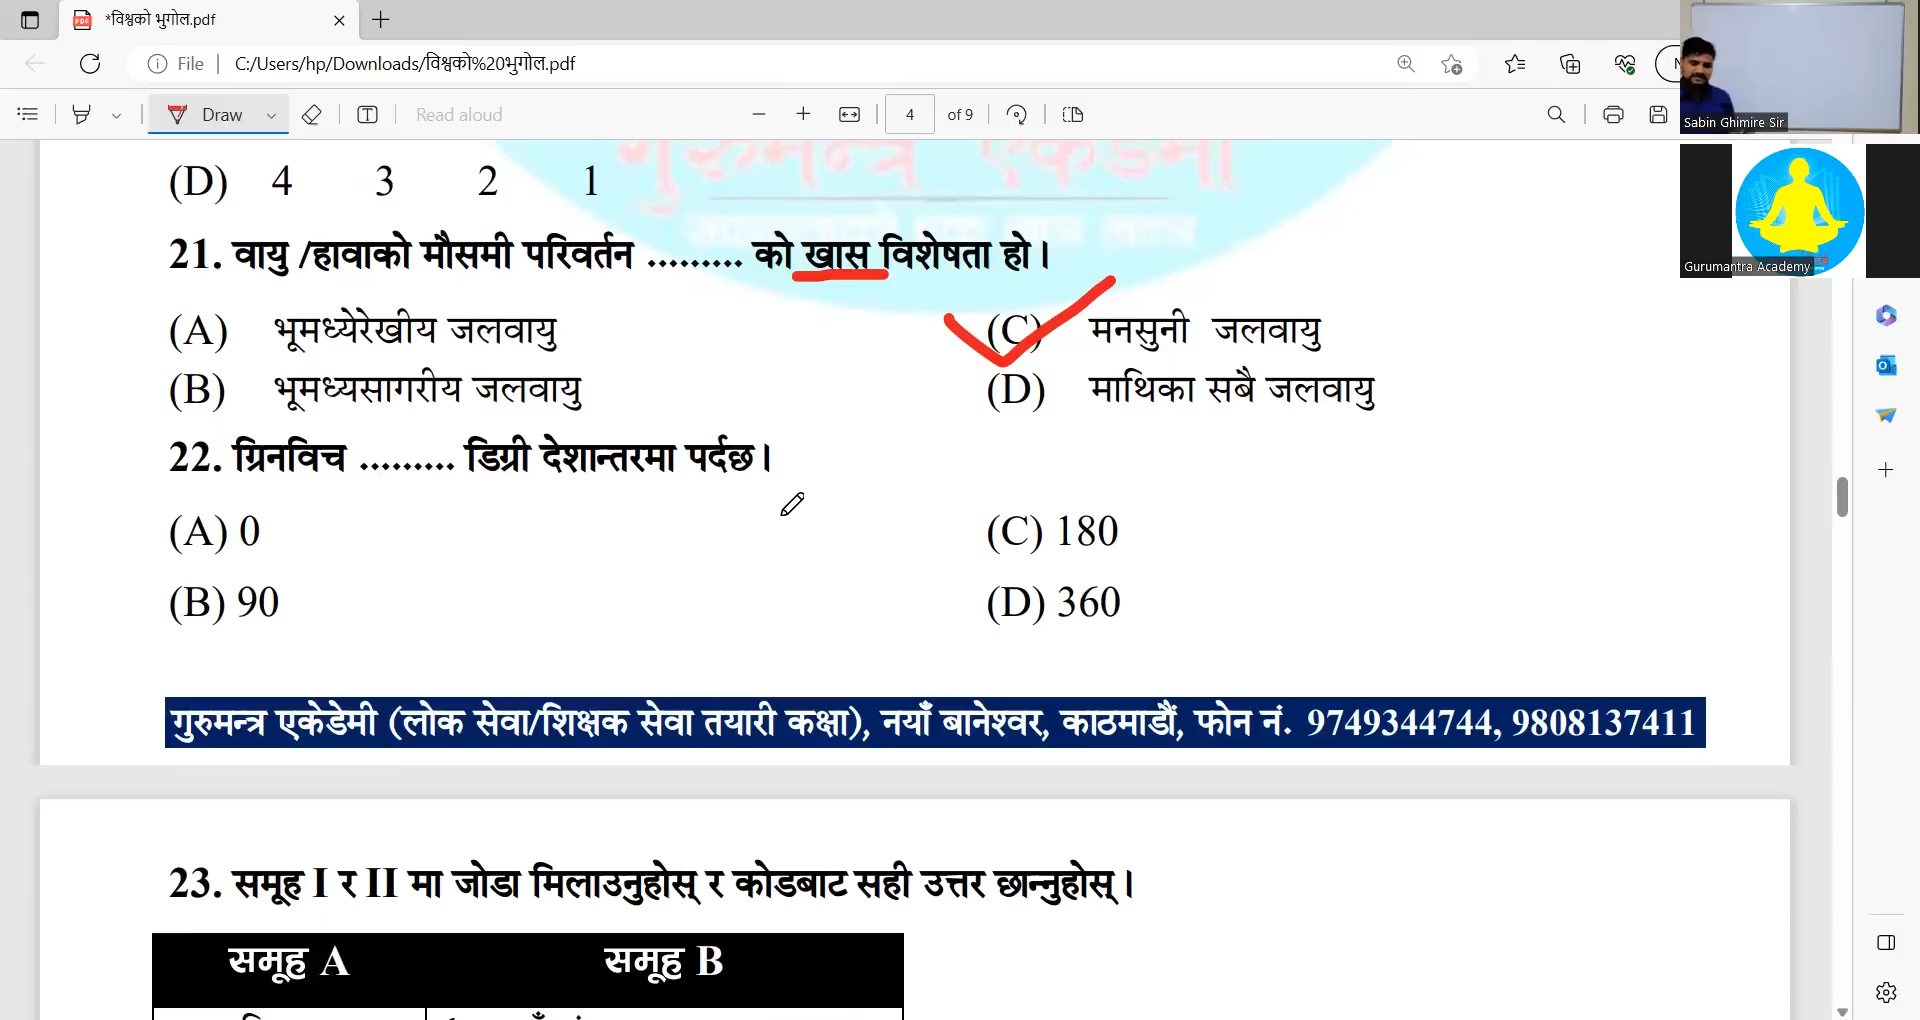 *विश्वको भुगोल.pdf
File
C:/Users/hp/Downloads/विश्वको%20भुगोल.pdf
Draw
Read aloud
4
of 9
Sabin Ghimire Sir
Gurumantra Academy
गुरुमन्त्र एकेडेमी
(D) 4 3 2 1
21. वायु /हावाको मौसमी परिवर्तन ......... को खास विशेषता हो।
(A) भूमध्येरेखीय जलवायु
(C) मनसुनी जलवायु
(B) भूमध्यसागरीय जलवायु
(D) माथिका सबै जलवायु
22. ग्रिनविच ......... डिग्री देशान्तरमा पर्दछ।
(A) 0
(C) 180
(B) 90
(D) 360
गुरुमन्त्र एकेडेमी (लोक सेवा/शिक्षक सेवा तयारी कक्षा), नयाँ बानेश्वर, काठमाडौं, फोन नं. 9749344744, 9808137411
23. समूह I र II मा जोडा मिलाउनुहोस् र कोडबाट सही उत्तर छान्नुहोस्।
समूह A
समूह B